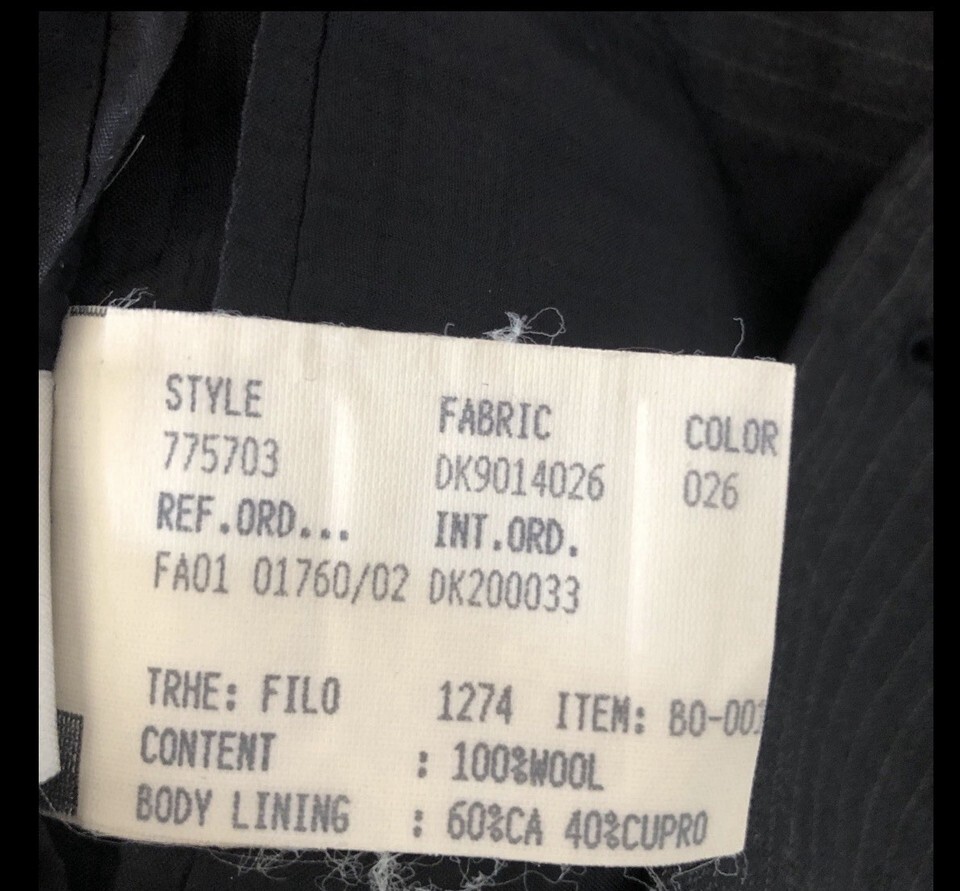 STYLE FABRIC COLOR
775703 DK9014026 026
REF.ORD... INT.ORD.
FA01 01760/02 DK200033
TRHE: FILO 1274 ITEM: BO-001
CONTENT : 100%WOOL
BODY LINING : 60%CA 40%CUPRO